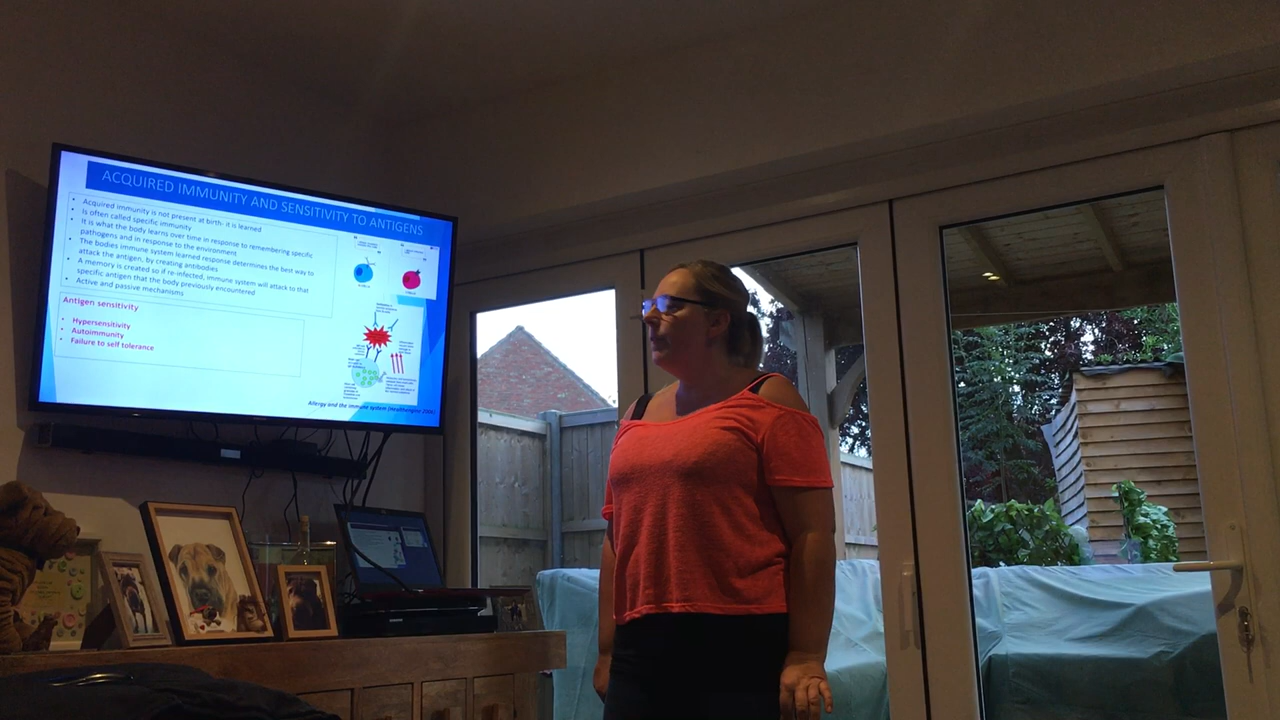 ACQUIRED IMMUNITY AND SENSITIVITY TO ANTIGENS
• Acquired Immunity is not present at birth- it is learned
• Is often called specific immunity
• It is what the body learns over time in response to remembering specific
pathogens and in response to the environment
• The bodies immune system learned response determines the best way to
attack the antigen, by creating antibodies
• A memory is created so if re-infected, immune system will attack to that
specific antigen that the body previously encountered
• Active and passive mechanisms
Antigen sensitivity
• Hypersensitivity
• Autoimmunity
• Failure to self tolerance
Allergy and the immune system (Healthengine 2006)